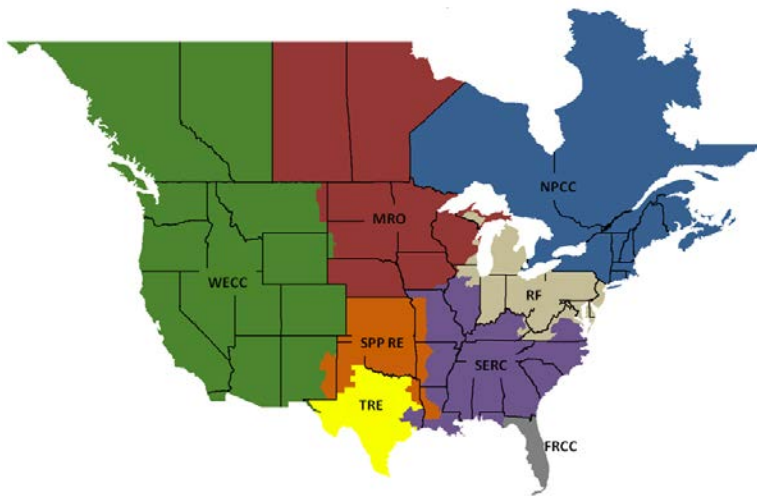 NPCC
MRO
WECC
RF
SPP RE
SERC
TRE
FRCC